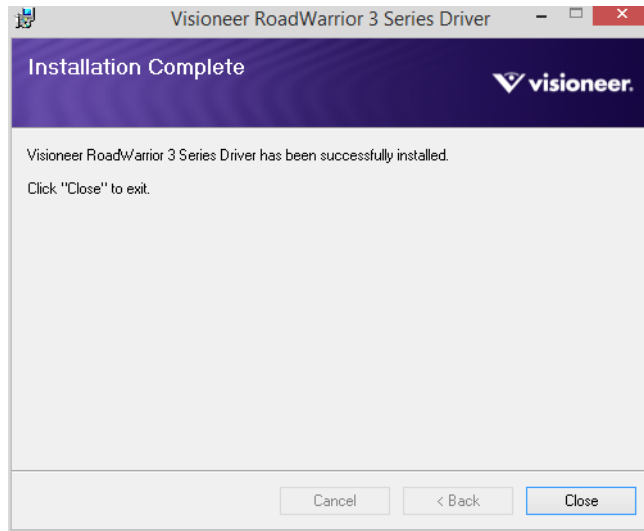 Visioneer RoadWarrior 3 Series Driver
Installation Complete
visioneer.
Visioneer RoadWarrior 3 Series Driver has been successfully installed.
Click "Close" to exit.
Cancel
< Back
Close